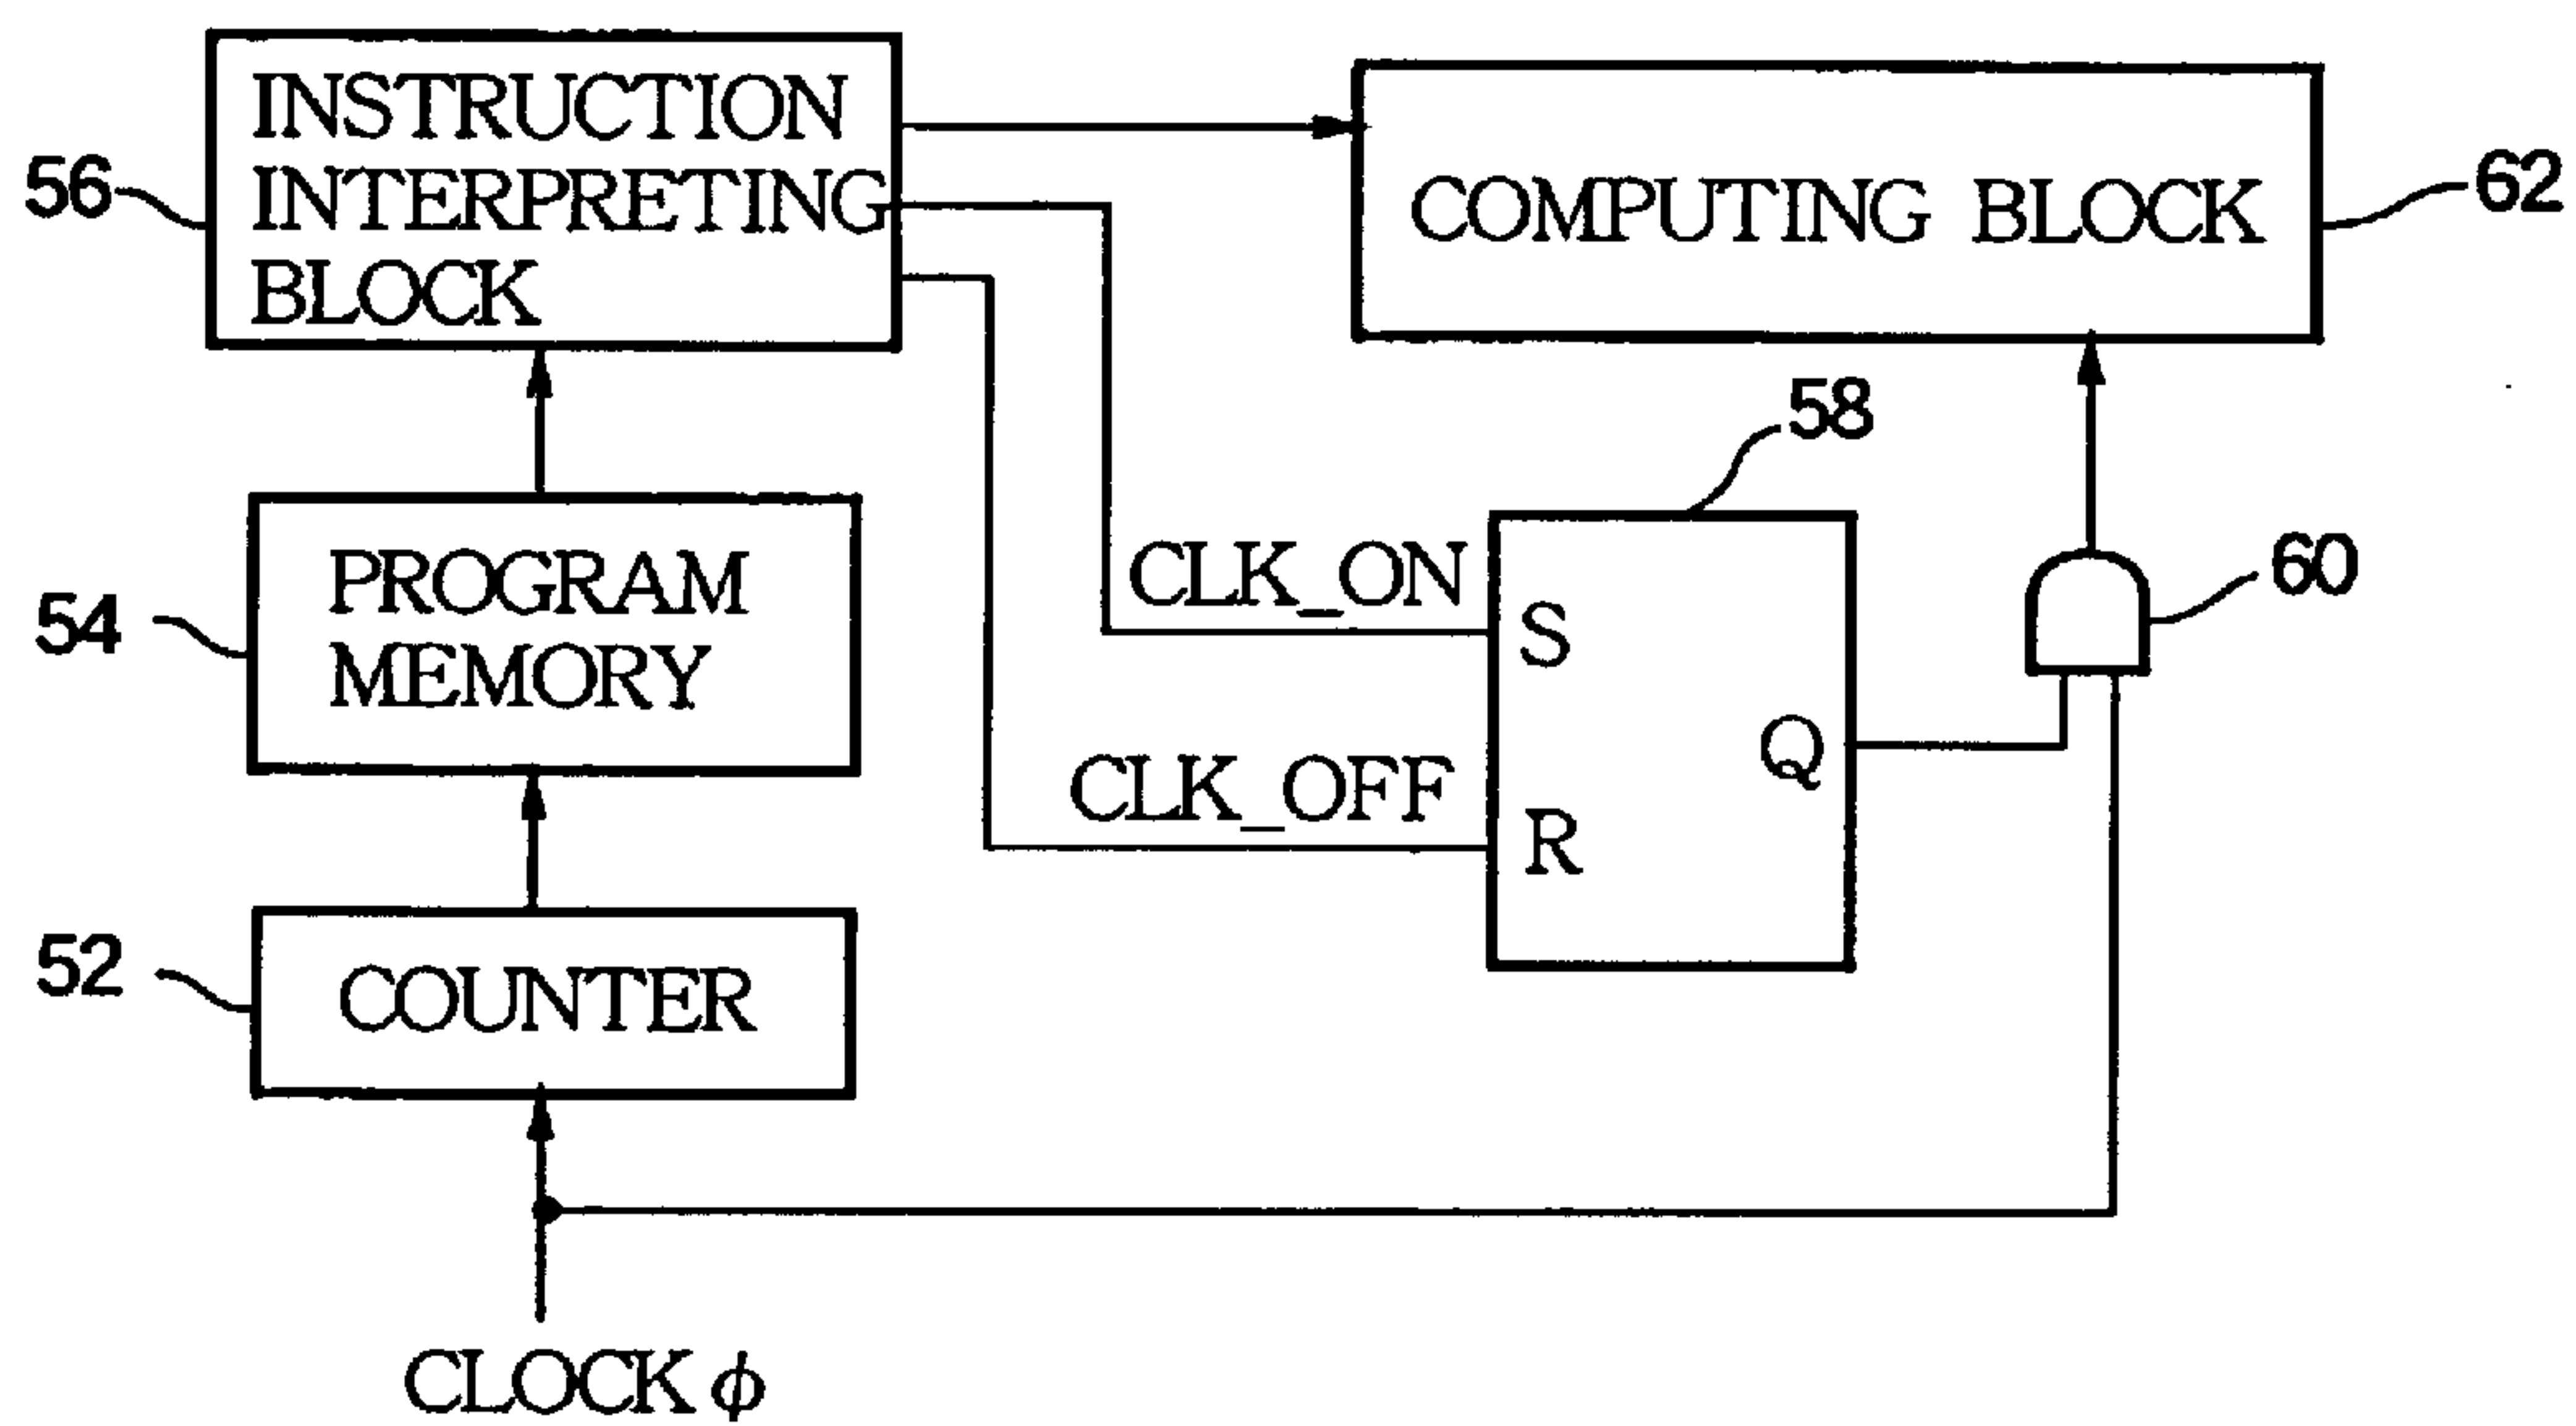 INSTRUCTION
INTERPRETING
BLOCK
56
COMPUTING BLOCK
62
58
PROGRAM
MEMORY
54
CLK_ON
S
60
Q
CLK_OFF
R
52
COUNTER
CLOCK ϕ